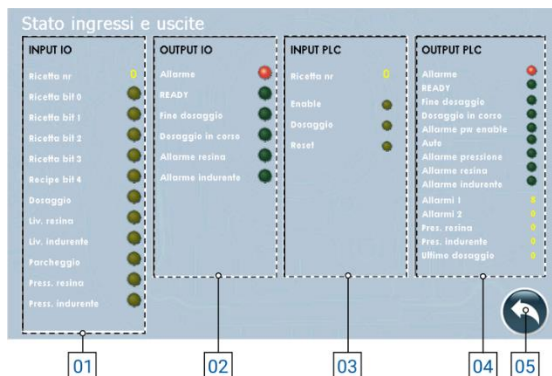 Stato ingressi e uscite
INPUT IO
Ricetta nr 0
Ricetta bit 0
Ricetta bit 1
Ricetta bit 2
Ricetta bit 3
Recipe bit 4
Dosaggio
Liv. resina
Liv. indurente
Parcheggio
Press. resina
Press. indurente
OUTPUT IO
Allarme
READY
Fine dosaggio
Dosaggio in corso
Allarme resina
Allarme indurente
INPUT PLC
Ricetta nr 0
Enable
Dosaggio
Reset
OUTPUT PLC
Allarme
READY
Fine dosaggio
Dosaggio in corso
Allarme pw enable
Auto
Allarme pressione
Allarme resina
Allarme indurente
Allarmi 1
Allarmi 2 0
Pres. resina 0
Pres. indurente 0
Ultimo dosaggio 0
01
02
03
04
05